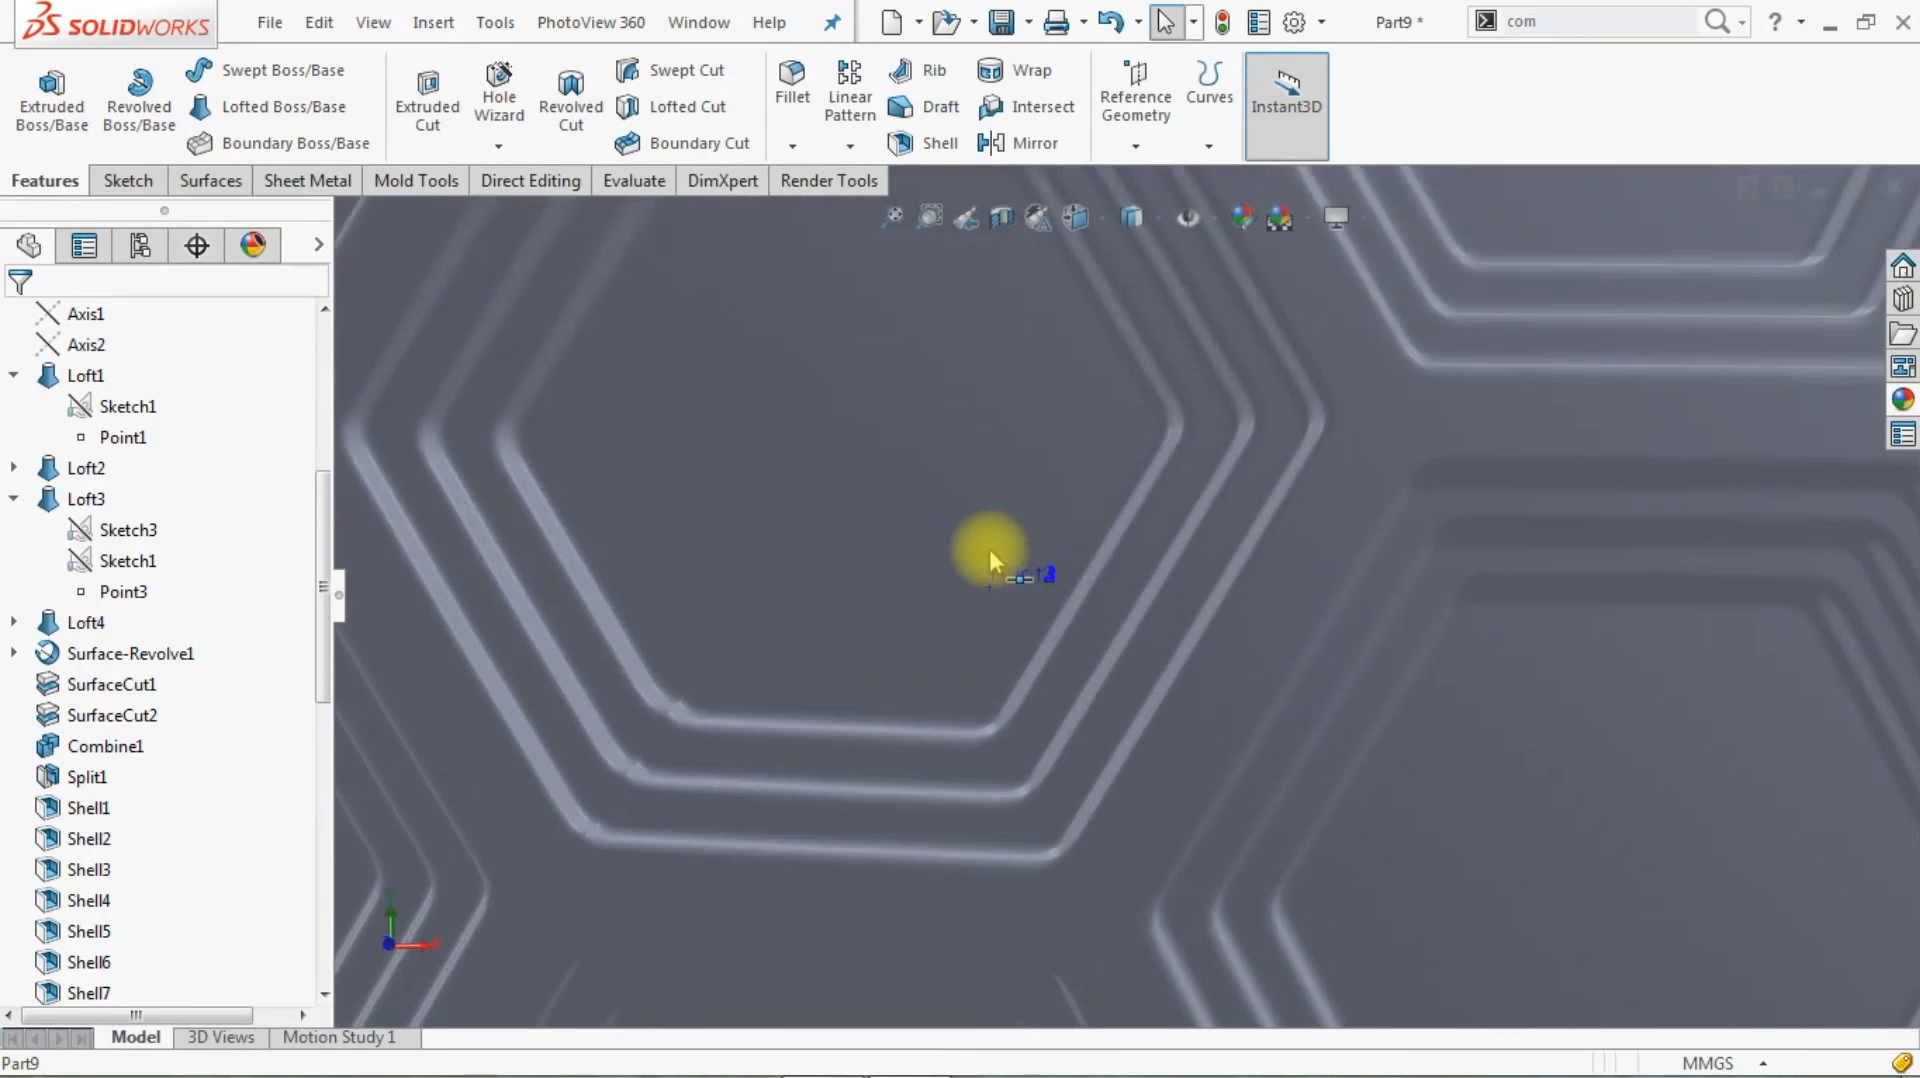 SOLIDWORKS
File Edit View Insert Tools PhotoView 360 Window Help
Part9 *
com
?
Extruded Boss/Base
Revolved Boss/Base
Swept Boss/Base
Lofted Boss/Base
Boundary Boss/Base
Extruded Cut
Hole Wizard
Revolved Cut
Swept Cut
Lofted Cut
Boundary Cut
Fillet
Linear Pattern
Rib
Draft
Shell
Wrap
Intersect
Mirror
Reference Geometry
Curves
Instant3D
Features Sketch Surfaces Sheet Metal Mold Tools Direct Editing Evaluate DimXpert Render Tools
Axis1
Axis2
Loft1
Sketch1
Point1
Loft2
Loft3
Sketch3
Sketch1
Point3
Loft4
Surface-Revolve1
SurfaceCut1
SurfaceCut2
Combine1
Split1
Shell1
Shell2
Shell3
Shell4
Shell5
Shell6
Shell7
Model 3D Views Motion Study 1
Part9
MMGS